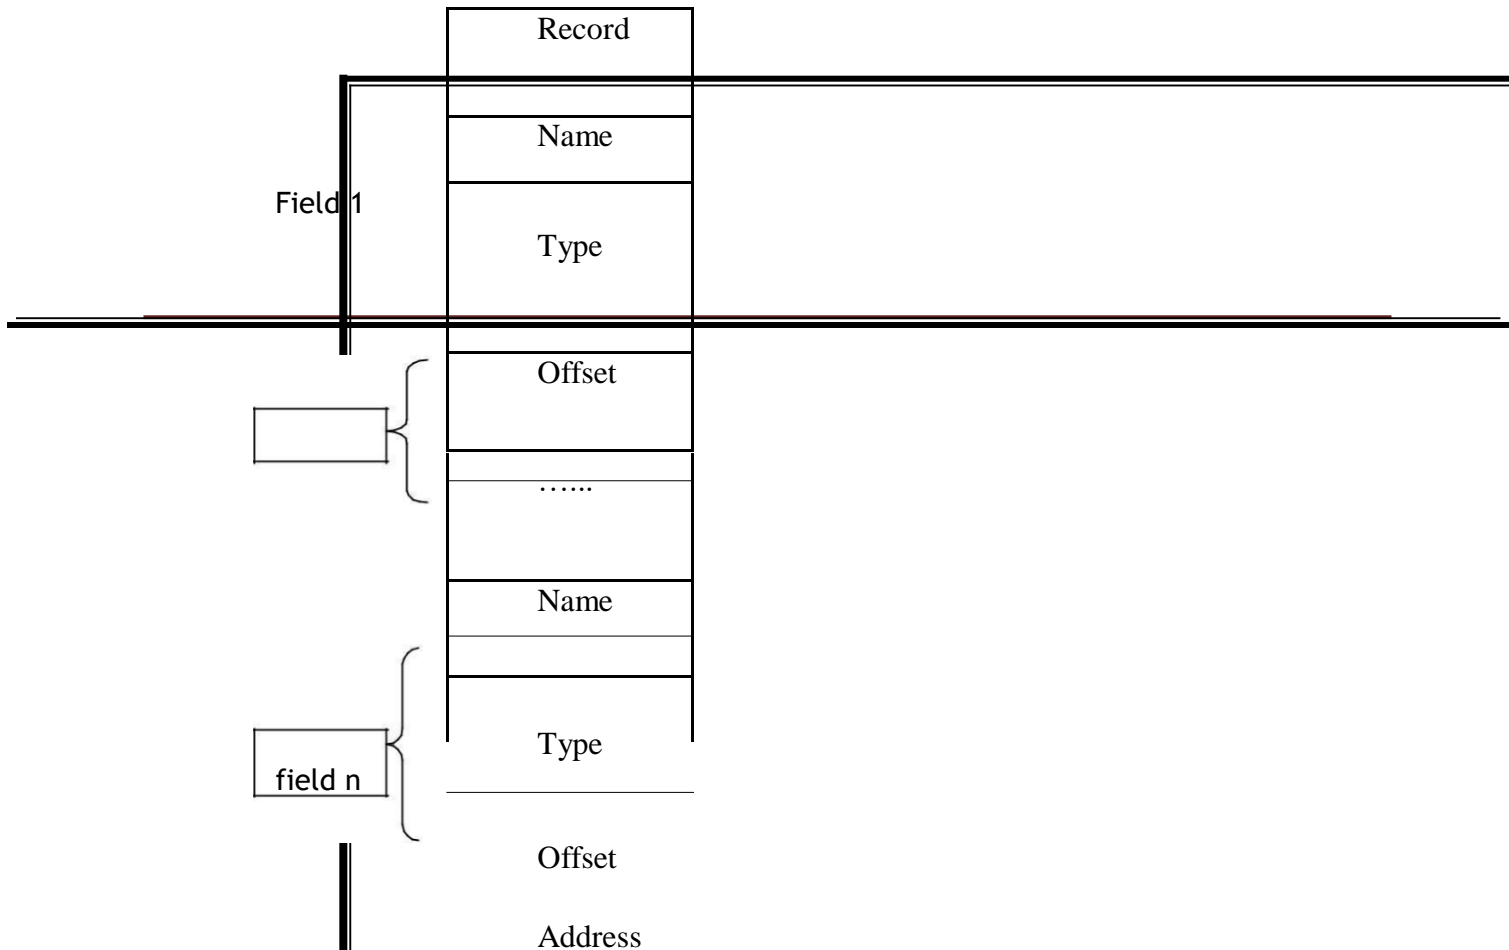 Record
Name
Field 1
Type
Offset
…...
Name
Type
field n
Offset
Address